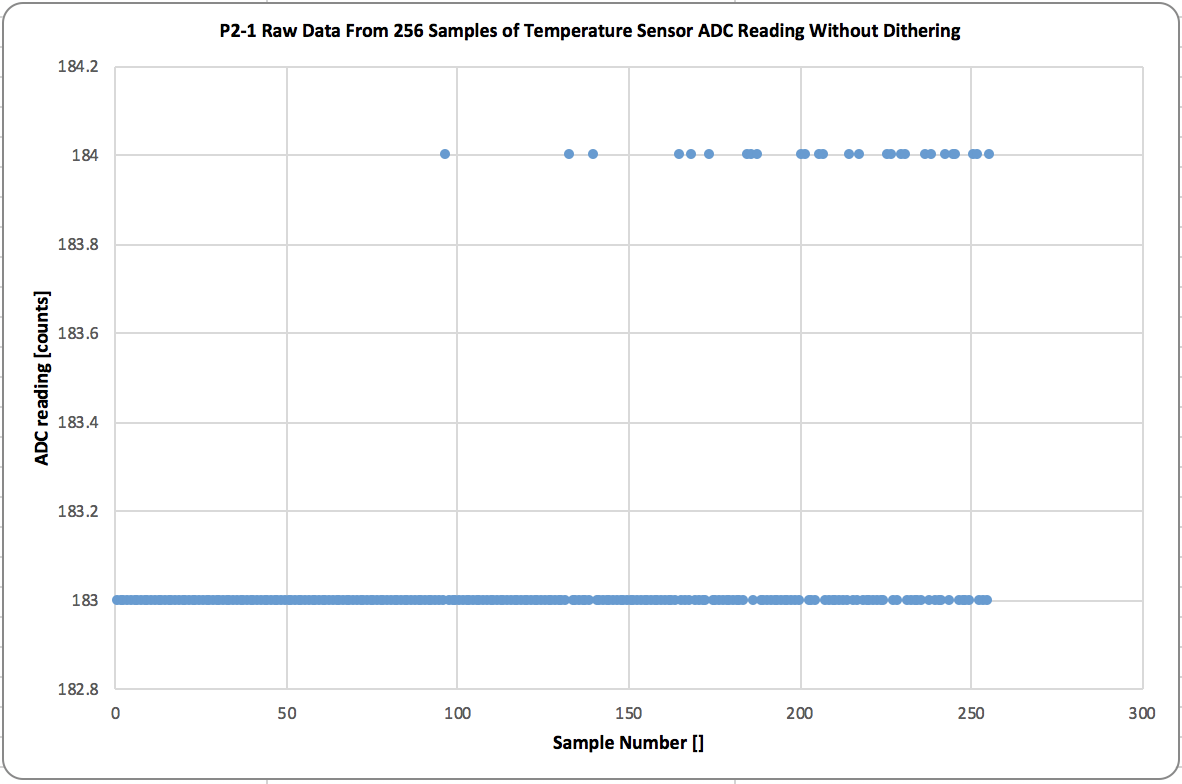 P2-1 Raw Data From 256 Samples of Temperature Sensor ADC Reading Without Dithering
184.2
184
183.8
183.6
183.4
183.2
183
182.8
ADC reading [counts]
0 50 100 150 200 250 300
Sample Number []